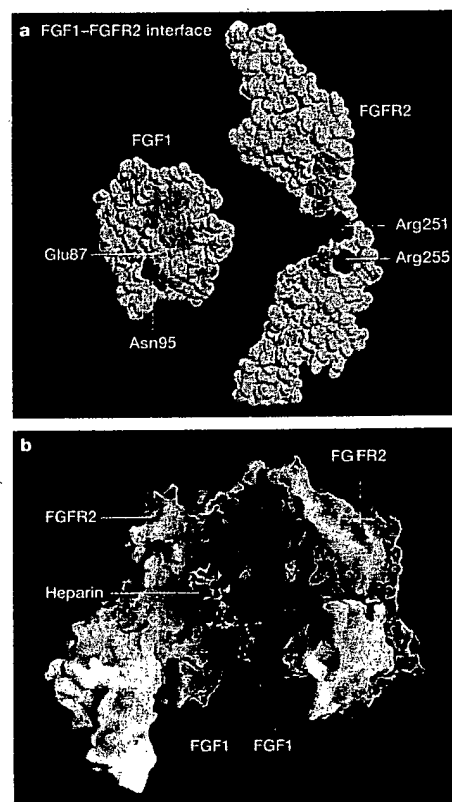 a FGF1–FGFR2 interface
FGFR2
FGF1
Arg251
Glu87
Arg255
Asn95
b
FGFR2
FGFR2
Heparin
FGF1 FGF1